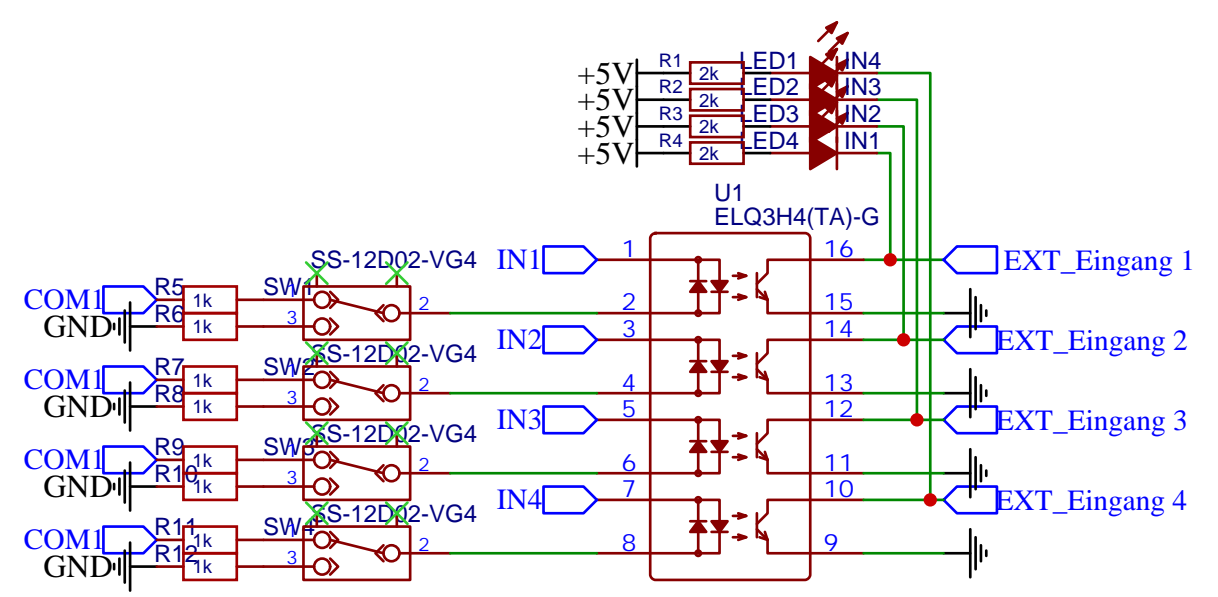 +5V R1 2k LED1 IN4
+5V R2 2k LED2 IN3
+5V R3 2k LED3 IN2
+5V R4 2k LED4 IN1
U1
ELQ3H4(TA)-G
IN1 1 16 EXT_Eingang 1
SS-12D02-VG4
COM1 R5 1k SW1 1 2 2 15
GND R6 1k 3
IN2 3 14 EXT_Eingang 2
SS-12D02-VG4
COM1 R7 1k SW2 1 2 4 13
GND R8 1k 3
IN3 5 12 EXT_Eingang 3
SS-12D02-VG4
COM1 R9 1k SW3 1 2 6 11
GND R10 1k 3
IN4 7 10 EXT_Eingang 4
SS-12D02-VG4
COM1 R11 1k SW4 1 2 8 9
GND R12 1k 3